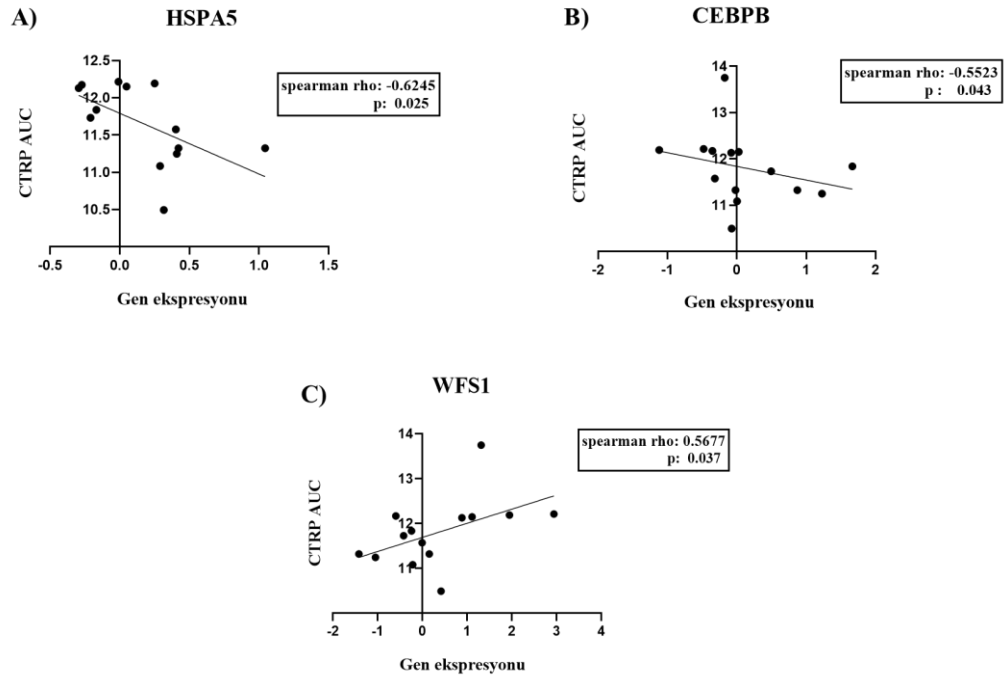 A)
HSPA5
12.5
12.0
11.5
11.0
10.5
-0.5
0.0
0.5
1.0
1.5
CTRP AUC
Gen ekspresyonu
spearman rho: -0.6245
p: 0.025
B)
CEBPB
14
13
12
11
-2
-1
0
1
2
CTRP AUC
Gen ekspresyonu
spearman rho: -0.5523
p : 0.043
C)
WFS1
14
13
12
11
-2
-1
0
1
2
3
4
CTRP AUC
Gen ekspresyonu
spearman rho: 0.5677
p: 0.037